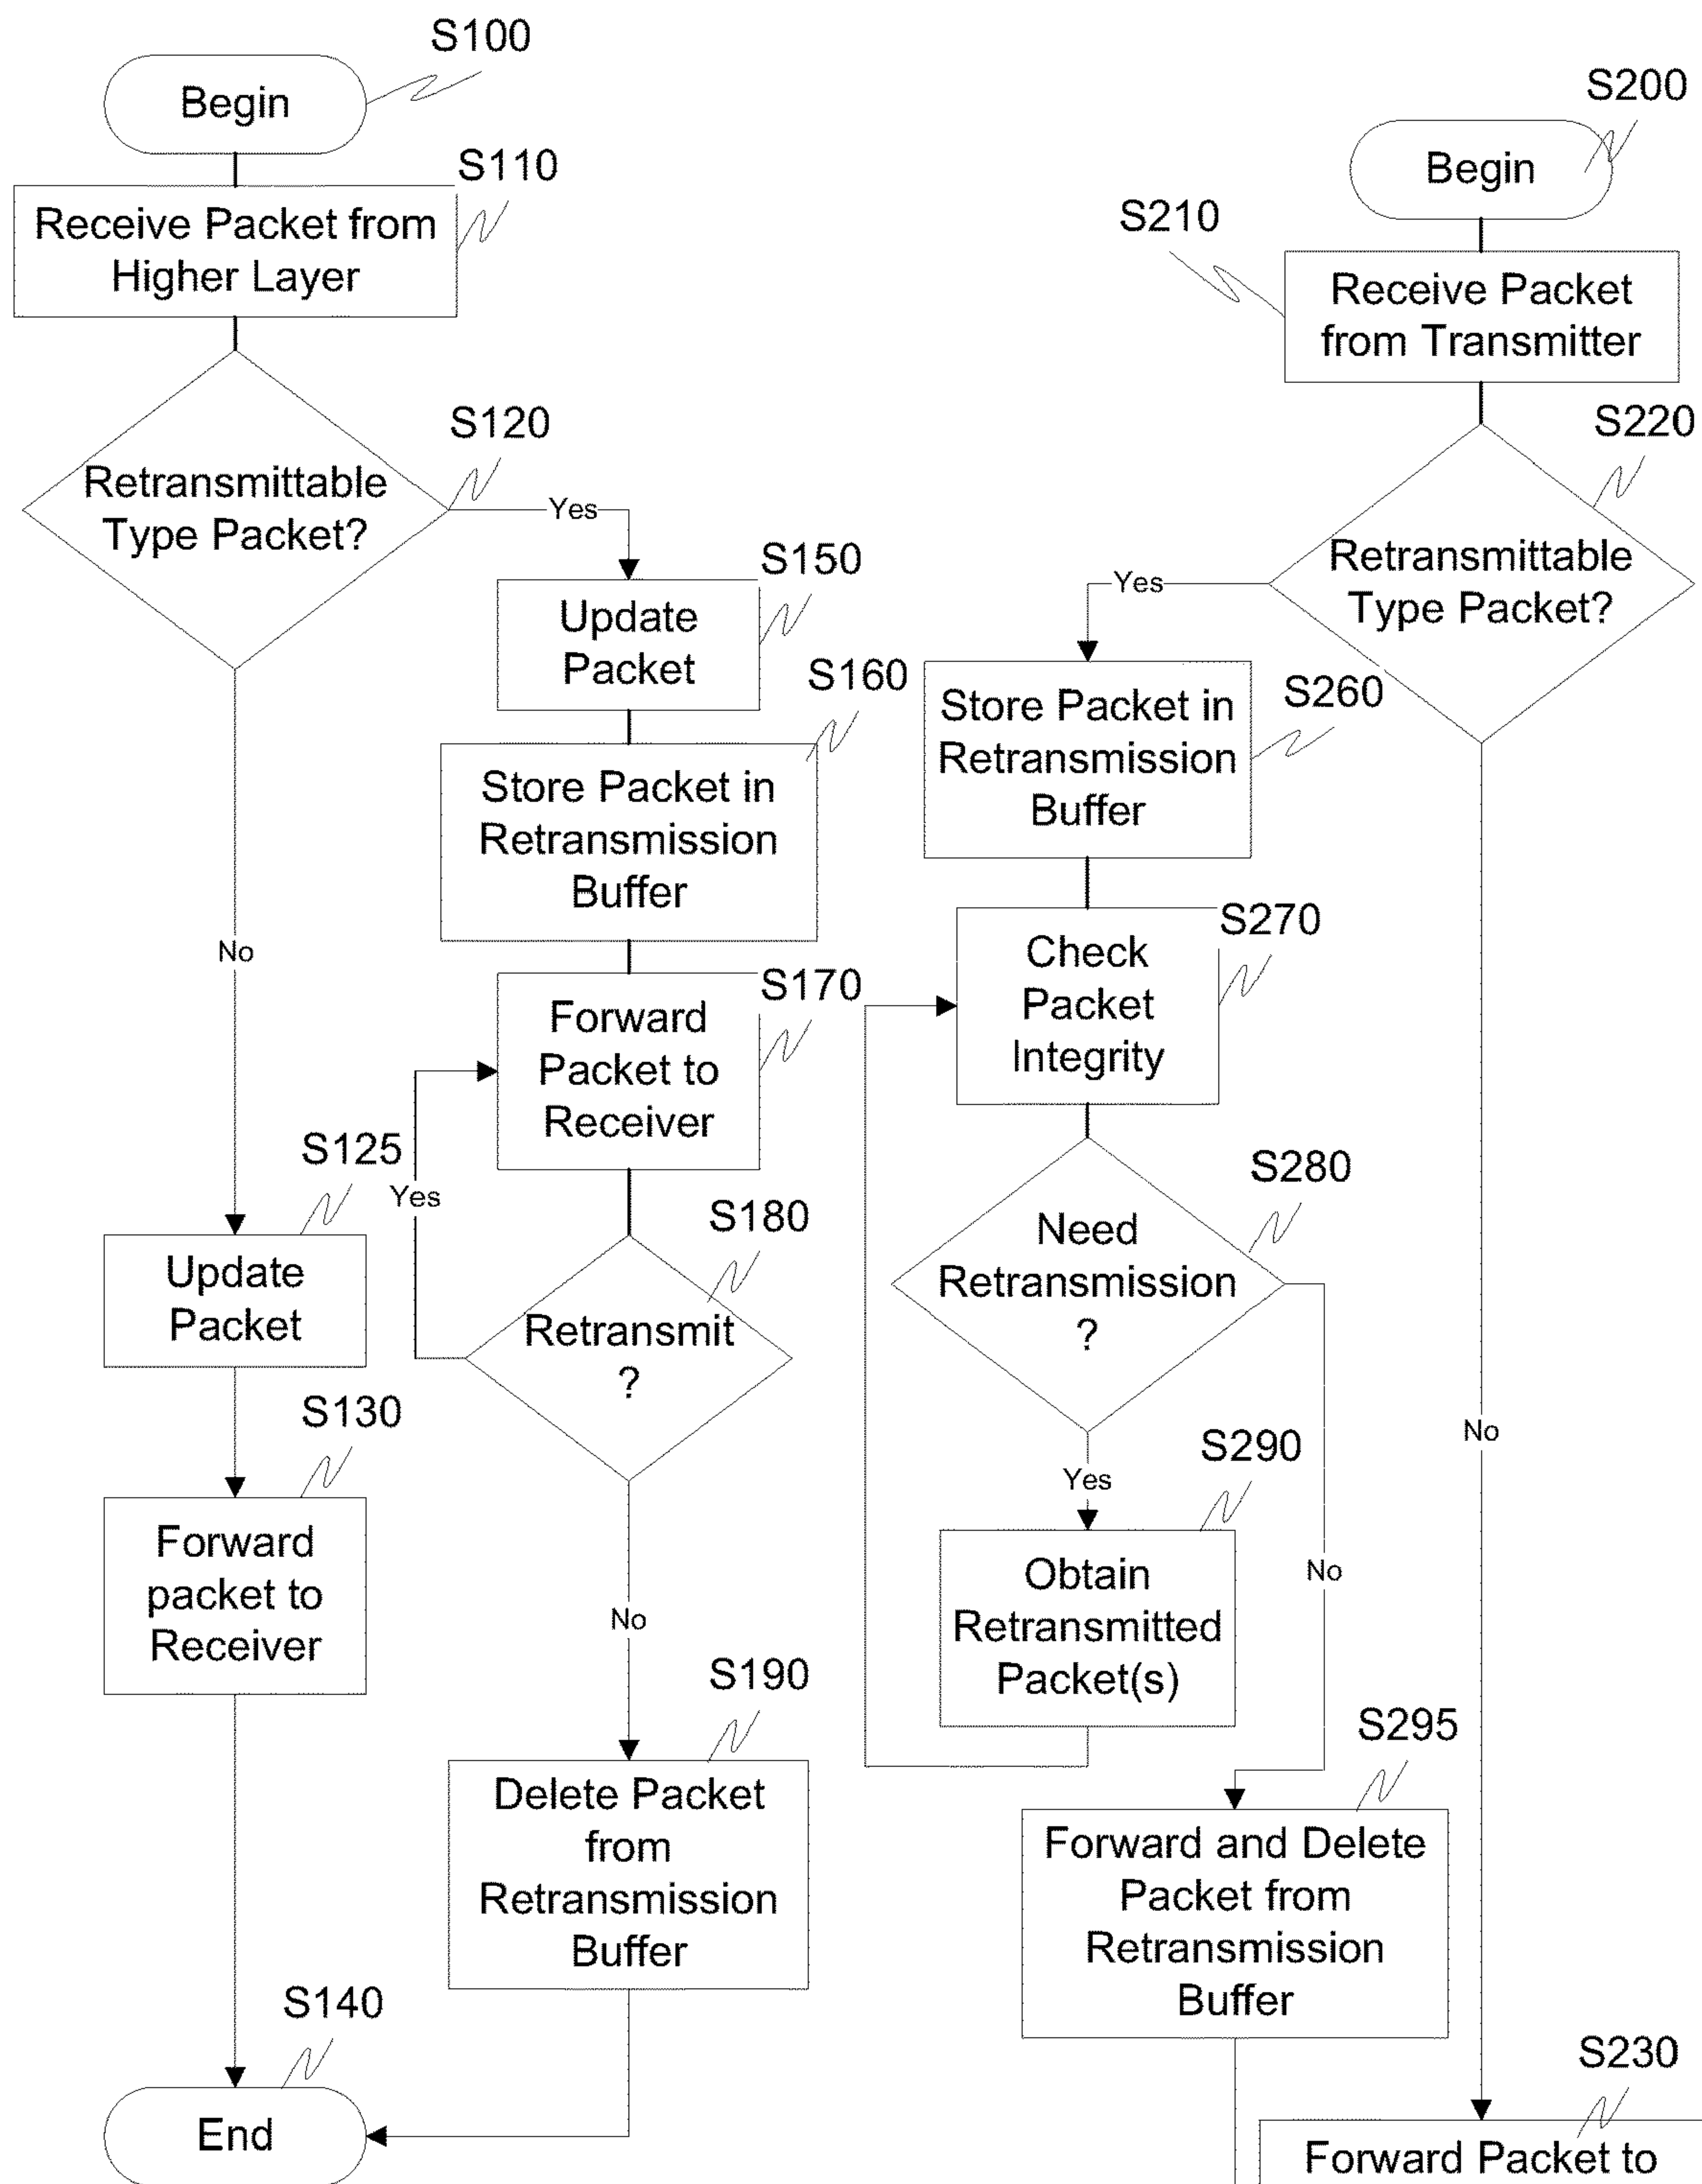 S100
Begin
S110
Receive Packet from
Higher Layer
S120
Retransmittable
Type Packet?
Yes
No
S150
Update
Packet
S160
Store Packet in
Retransmission
Buffer
S170
Forward
Packet to
Receiver
Yes
S180
Retransmit
?
No
S125
Update
Packet
S130
Forward
packet to
Receiver
S190
Delete Packet
from
Retransmission
Buffer
S140
End
S200
Begin
S210
Receive Packet
from Transmitter
S220
Retransmittable
Type Packet?
Yes
No
S260
Store Packet in
Retransmission
Buffer
S270
Check
Packet
Integrity
S280
Need
Retransmission
?
Yes
No
S290
Obtain
Retransmitted
Packet(s)
S295
Forward and Delete
Packet from
Retransmission
Buffer
S230
Forward Packet to